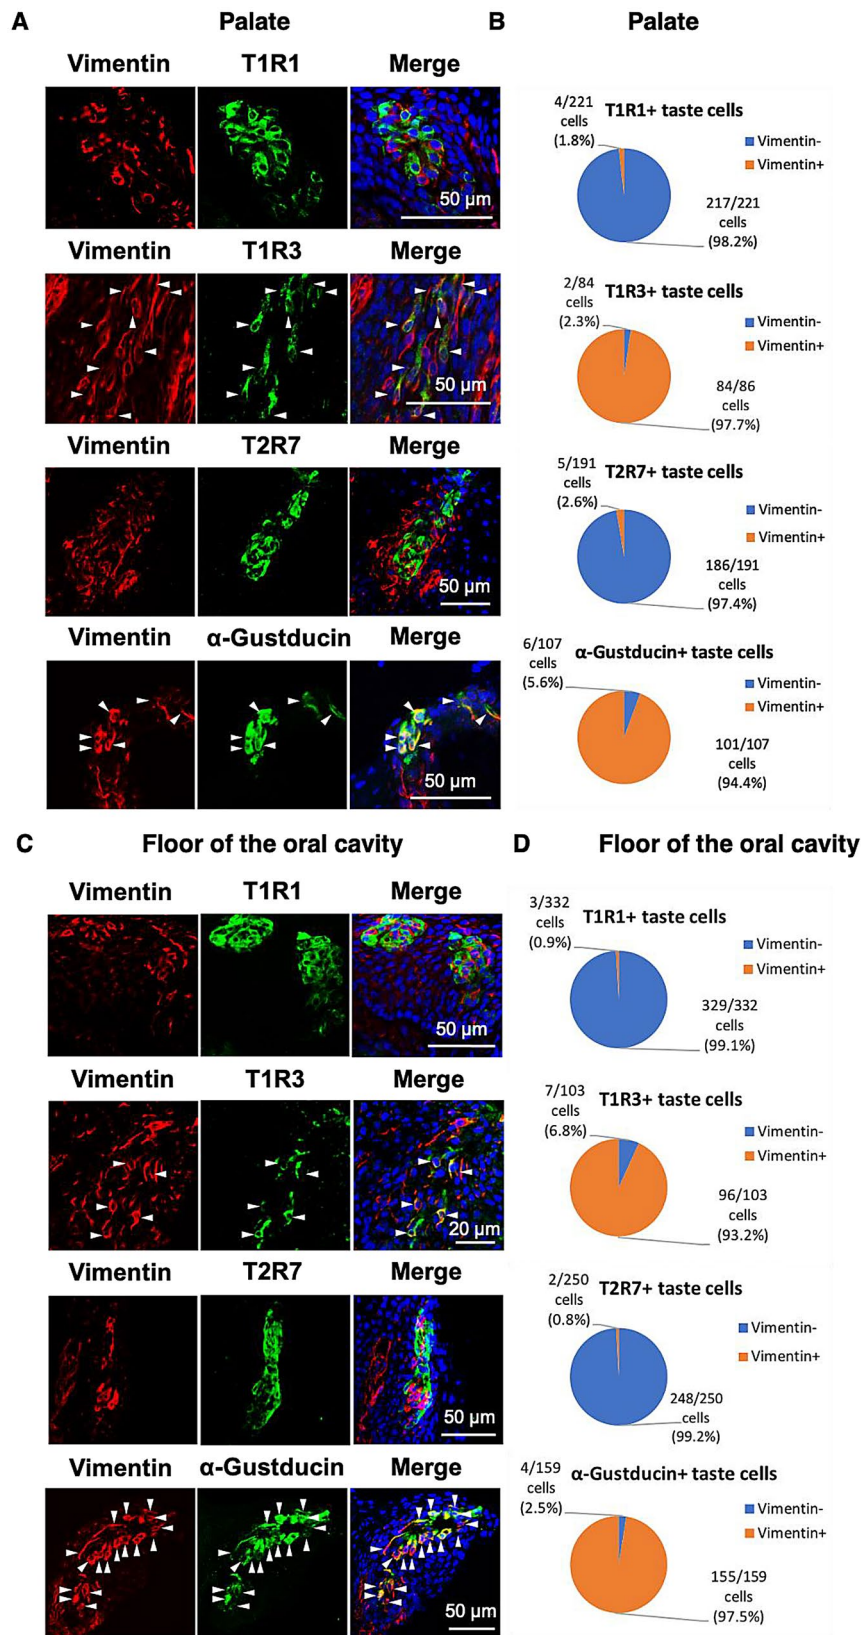 A
Palate
B
Palate
Vimentin
T1R1
Merge
50 µm
4/221
cells
(1.8%)
T1R1+ taste cells
Vimentin-
Vimentin+
217/221
cells
(98.2%)
Vimentin
T1R3
Merge
50 µm
2/84
cells
(2.3%)
T1R3+ taste cells
Vimentin-
Vimentin+
84/86
cells
(97.7%)
Vimentin
T2R7
Merge
50 µm
5/191
cells
(2.6%)
T2R7+ taste cells
Vimentin-
Vimentin+
186/191
cells
(97.4%)
Vimentin
α-Gustducin
Merge
50 µm
6/107
cells
(5.6%)
α-Gustducin+ taste cells
Vimentin-
Vimentin+
101/107
cells
(94.4%)
C
Floor of the oral cavity
D
Floor of the oral cavity
Vimentin
T1R1
Merge
50 µm
3/332
cells
(0.9%)
T1R1+ taste cells
Vimentin-
Vimentin+
329/332
cells
(99.1%)
Vimentin
T1R3
Merge
20 µm
7/103
cells
(6.8%)
T1R3+ taste cells
Vimentin-
Vimentin+
96/103
cells
(93.2%)
Vimentin
T2R7
Merge
50 µm
2/250
cells
(0.8%)
T2R7+ taste cells
Vimentin-
Vimentin+
248/250
cells
(99.2%)
Vimentin
α-Gustducin
Merge
50 µm
4/159
cells
(2.5%)
α-Gustducin+ taste cells
Vimentin-
Vimentin+
155/159
cells
(97.5%)